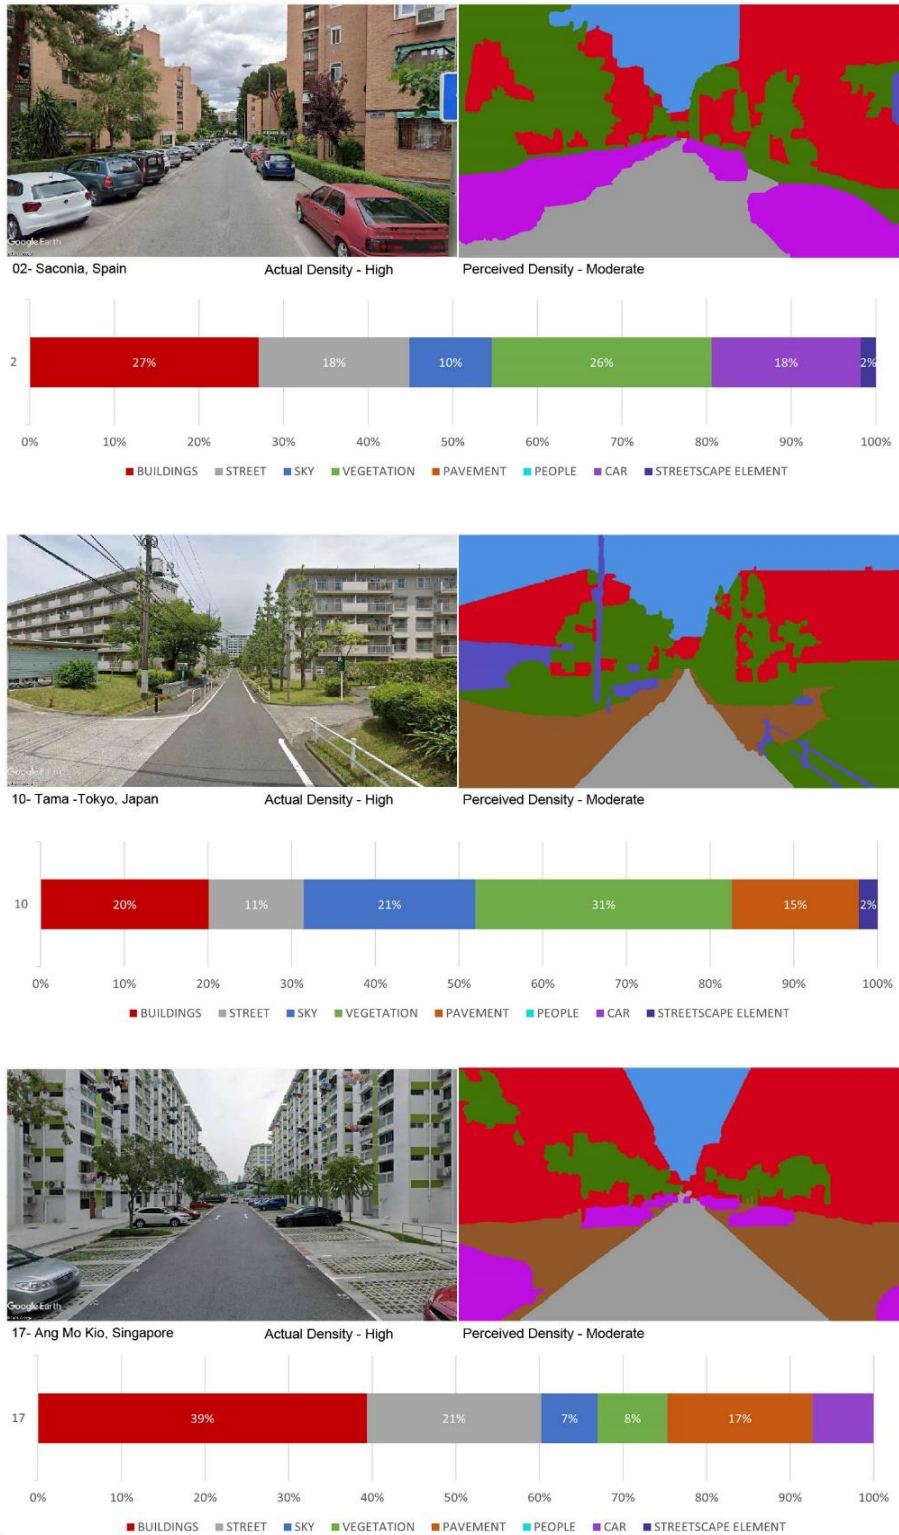 Google Earth
02- Saconia, Spain Actual Density - High Perceived Density - Moderate
2 27% 18% 10% 26% 18% 2%
0% 10% 20% 30% 40% 50% 60% 70% 80% 90% 100%
BUILDINGS STREET SKY VEGETATION PAVEMENT PEOPLE CAR STREETSCAPE ELEMENT
Google Earth
10- Tama -Tokyo, Japan Actual Density - High Perceived Density - Moderate
10 20% 11% 21% 31% 15% 2%
0% 10% 20% 30% 40% 50% 60% 70% 80% 90% 100%
BUILDINGS STREET SKY VEGETATION PAVEMENT PEOPLE CAR STREETSCAPE ELEMENT
Google Earth
17- Ang Mo Kio, Singapore Actual Density - High Perceived Density - Moderate
17 39% 21% 7% 8% 17%
0% 10% 20% 30% 40% 50% 60% 70% 80% 90% 100%
BUILDINGS STREET SKY VEGETATION PAVEMENT PEOPLE CAR STREETSCAPE ELEMENT